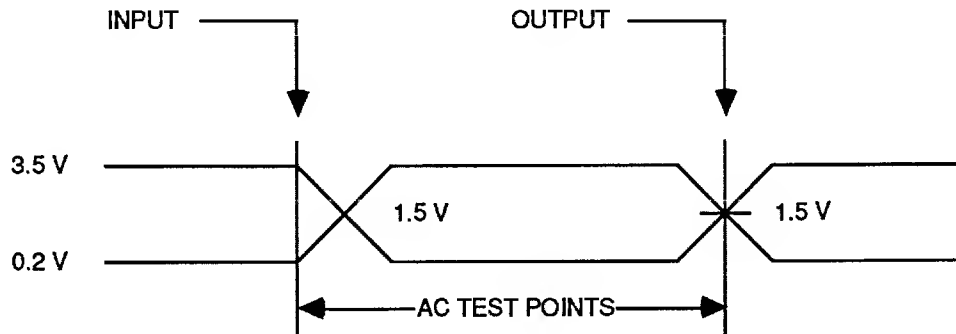 INPUT
OUTPUT
3.5 V
1.5 V
1.5 V
0.2 V
AC TEST POINTS